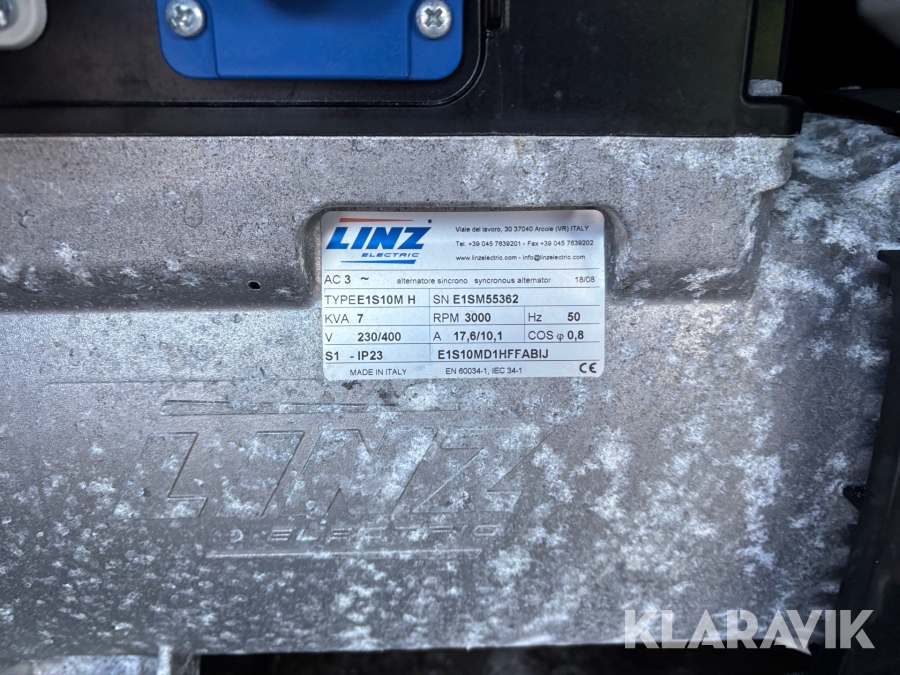 LINZ
ELECTRIC
Viale del lavoro, 30 37040 Arcole (VR) ITALY
Tel. +39 045 7639201 - Fax +39 045 7639202
www.linzelectric.com - info@linzelectric.com
AC 3 ~ alternatore sincrono syncronous alternator 18/08
TYPE E1S10M H SN E1SM55362
KVA 7 RPM 3000 Hz 50
V 230/400 A 17,6/10,1 COS φ 0,8
S1 - IP23 E1S10MD1HFFABIJ
MADE IN ITALY EN 60034-1, IEC 34-1 CE
LINZ
ELECTRIC
KLARAVIK